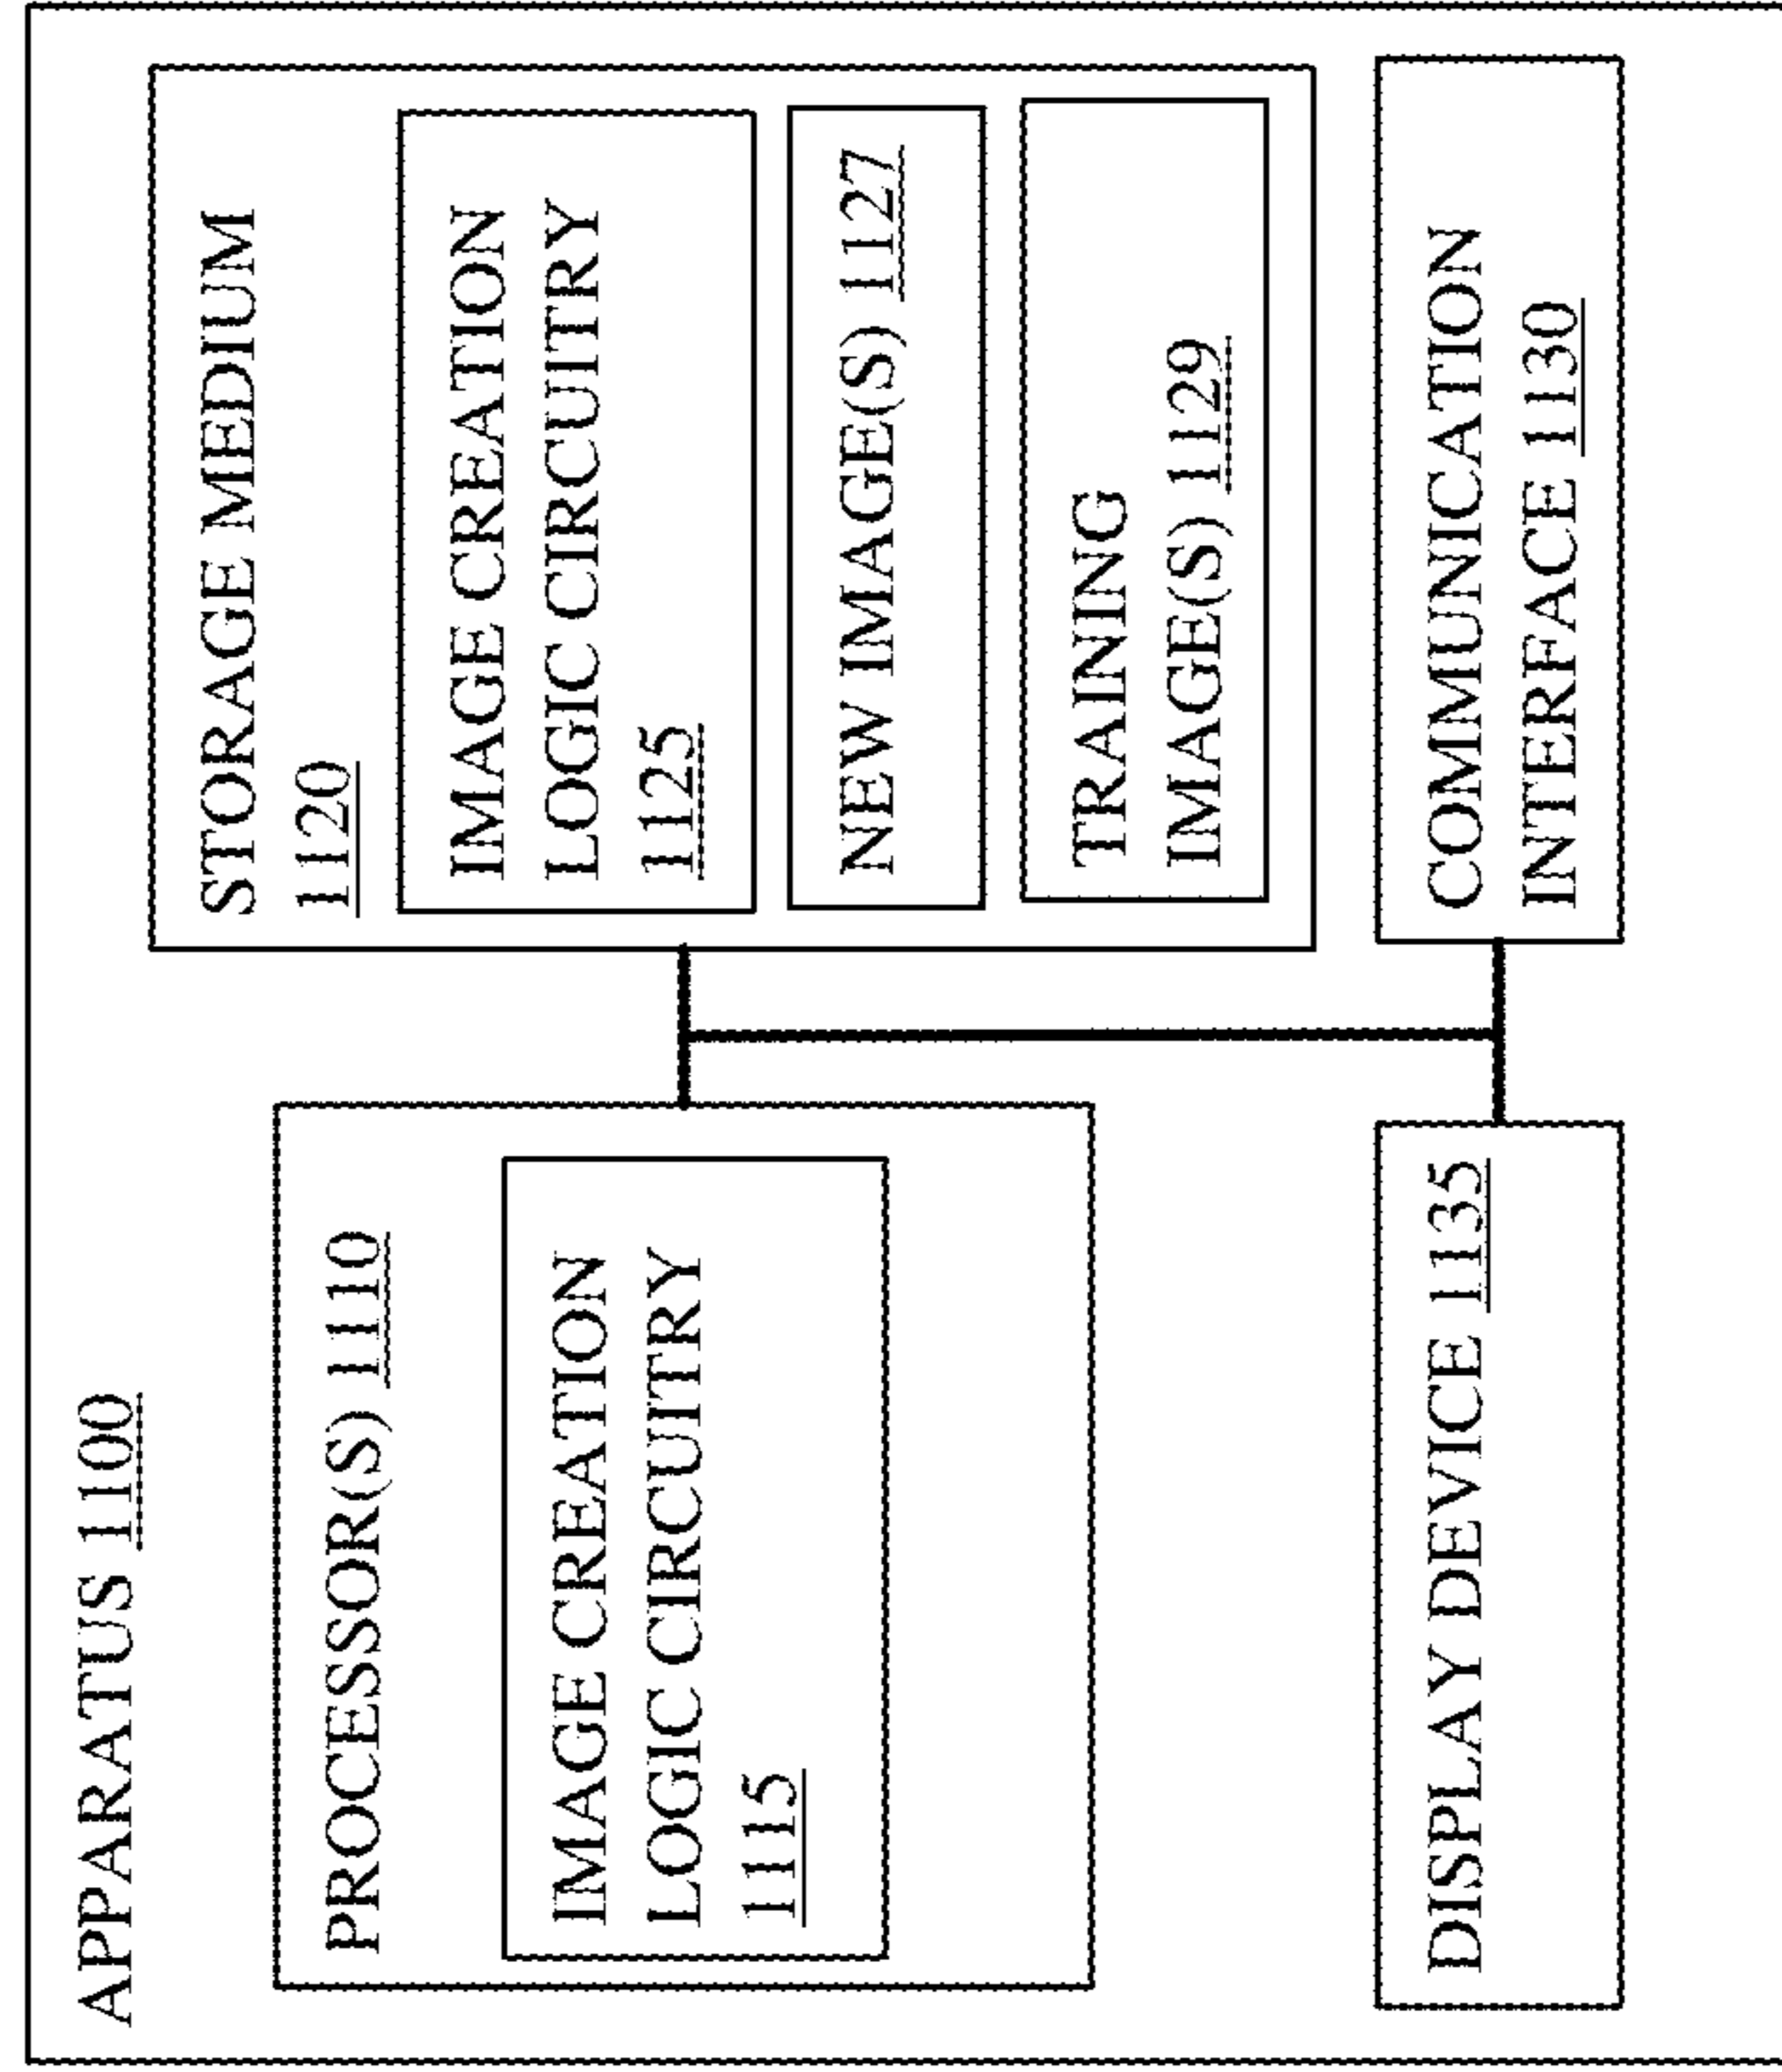 APPARATUS 1100
PROCESSOR(S) 1110
IMAGE CREATION
LOGIC CIRCUITRY
1115
STORAGE MEDIUM
1120
IMAGE CREATION
LOGIC CIRCUITRY
1125
NEW IMAGE(S) 1127
TRAINING
IMAGE(S) 1129
DISPLAY DEVICE 1135
COMMUNICATION
INTERFACE 1130